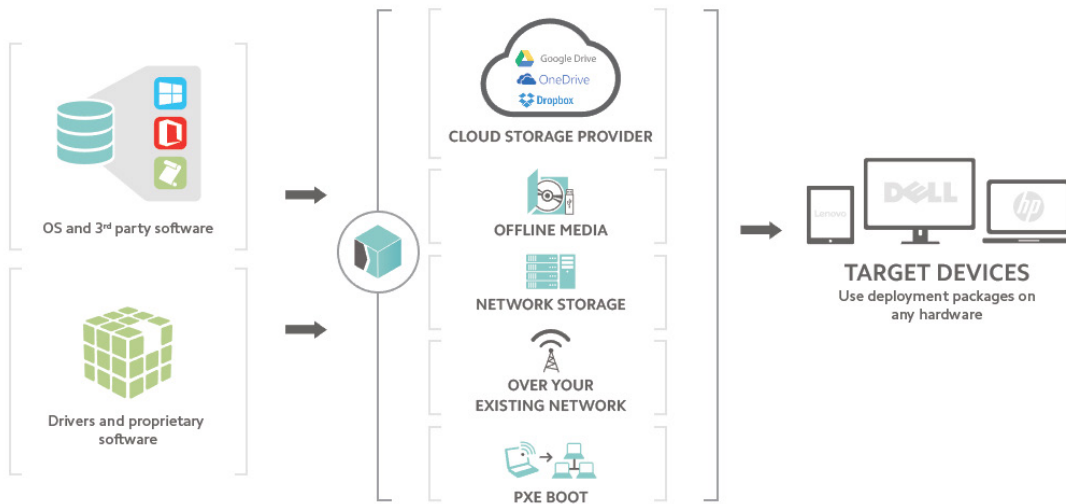 OS and 3rd party software
Drivers and proprietary
software
Google Drive
OneDrive
Dropbox
CLOUD STORAGE PROVIDER
OFFLINE MEDIA
NETWORK STORAGE
OVER YOUR
EXISTING NETWORK
PXE BOOT
Lenovo
DELL
hp
TARGET DEVICES
Use deployment packages on
any hardware